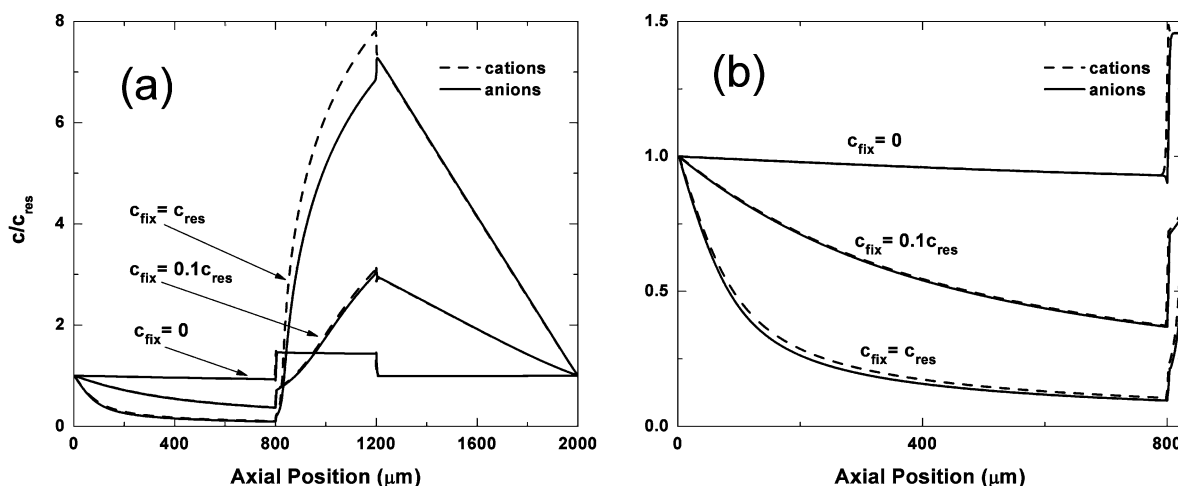 (a)
cations
anions
c/c_res
8
6
4
2
0
c_fix = c_res
c_fix = 0.1c_res
c_fix = 0
0 400 800 1200 1600 2000
Axial Position (μm)
(b)
cations
anions
1.5
1.0
0.5
0.0
c_fix = 0
c_fix = 0.1c_res
c_fix = c_res
0 400 800
Axial Position (μm)